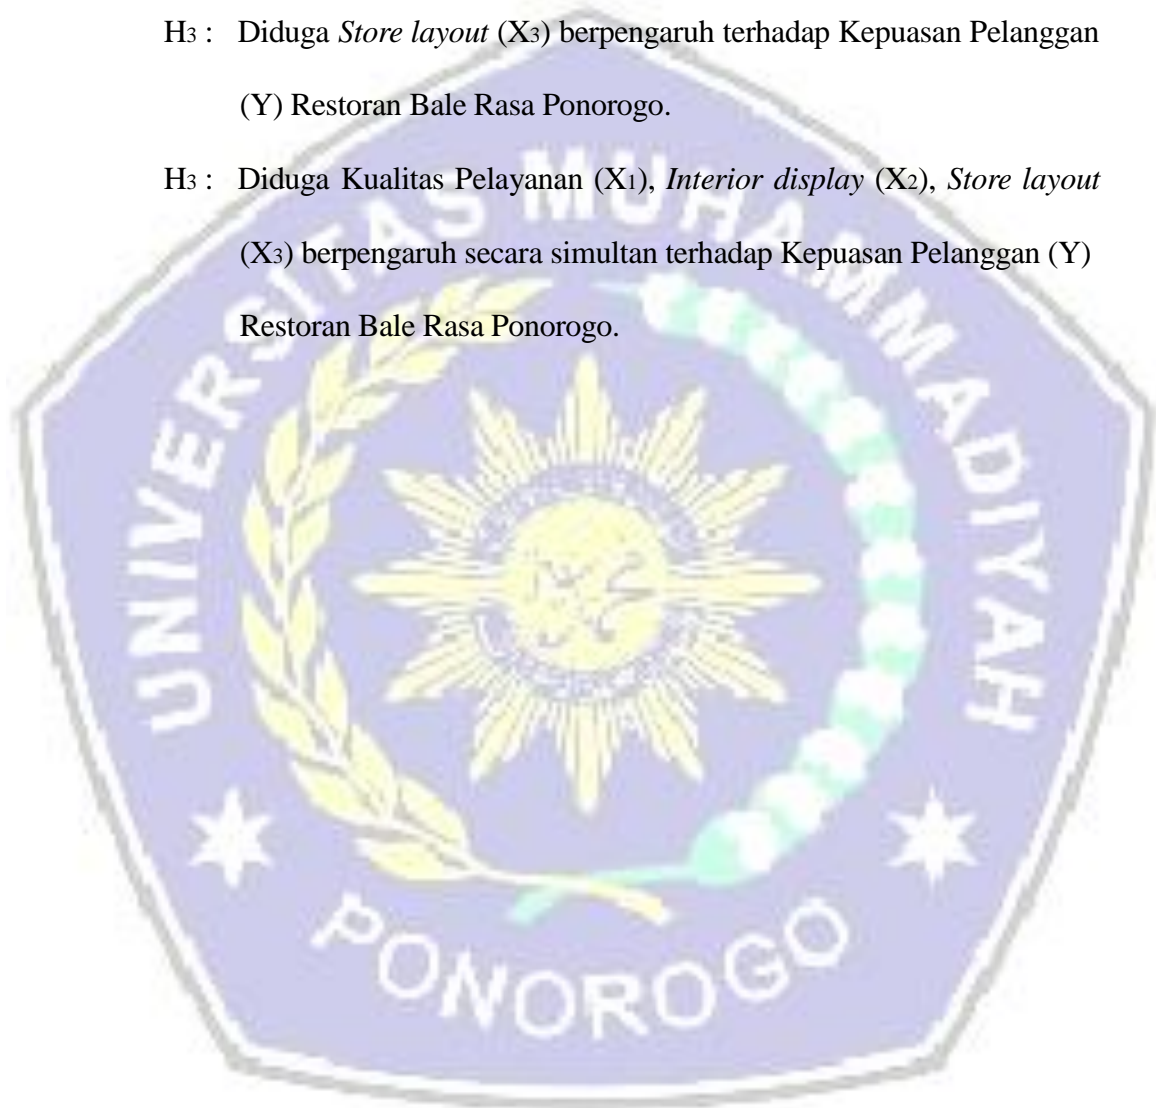 H3 : Diduga Store layout (X3) berpengaruh terhadap Kepuasan Pelanggan
(Y) Restoran Bale Rasa Ponorogo.
H3 : Diduga Kualitas Pelayanan (X1), Interior display (X2), Store layout
(X3) berpengaruh secara simultan terhadap Kepuasan Pelanggan (Y)
Restoran Bale Rasa Ponorogo.
UNIVERSITAS MUHAMMADIYAH
PONOROGO